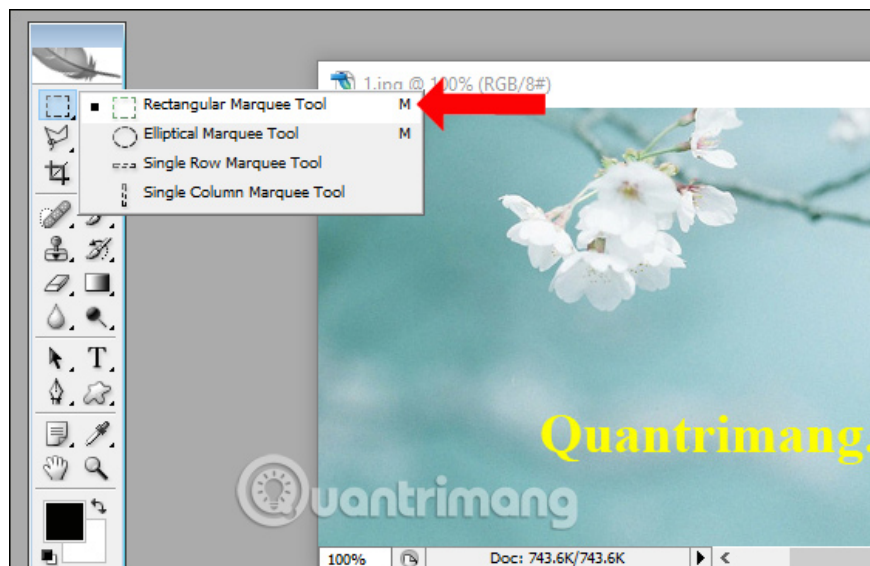 1.jpg @ 100% (RGB/8#)
Rectangular Marquee Tool M
Elliptical Marquee Tool M
Single Row Marquee Tool
Single Column Marquee Tool
T
Quantrimang.
Quantrimang
100% Doc: 743.6K/743.6K